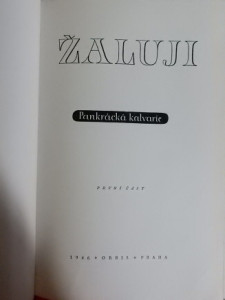 ŽALUJI
Pankrácká kalvarie
PRVNÍ ČÁST
1946 • ORBIS • PRAHA